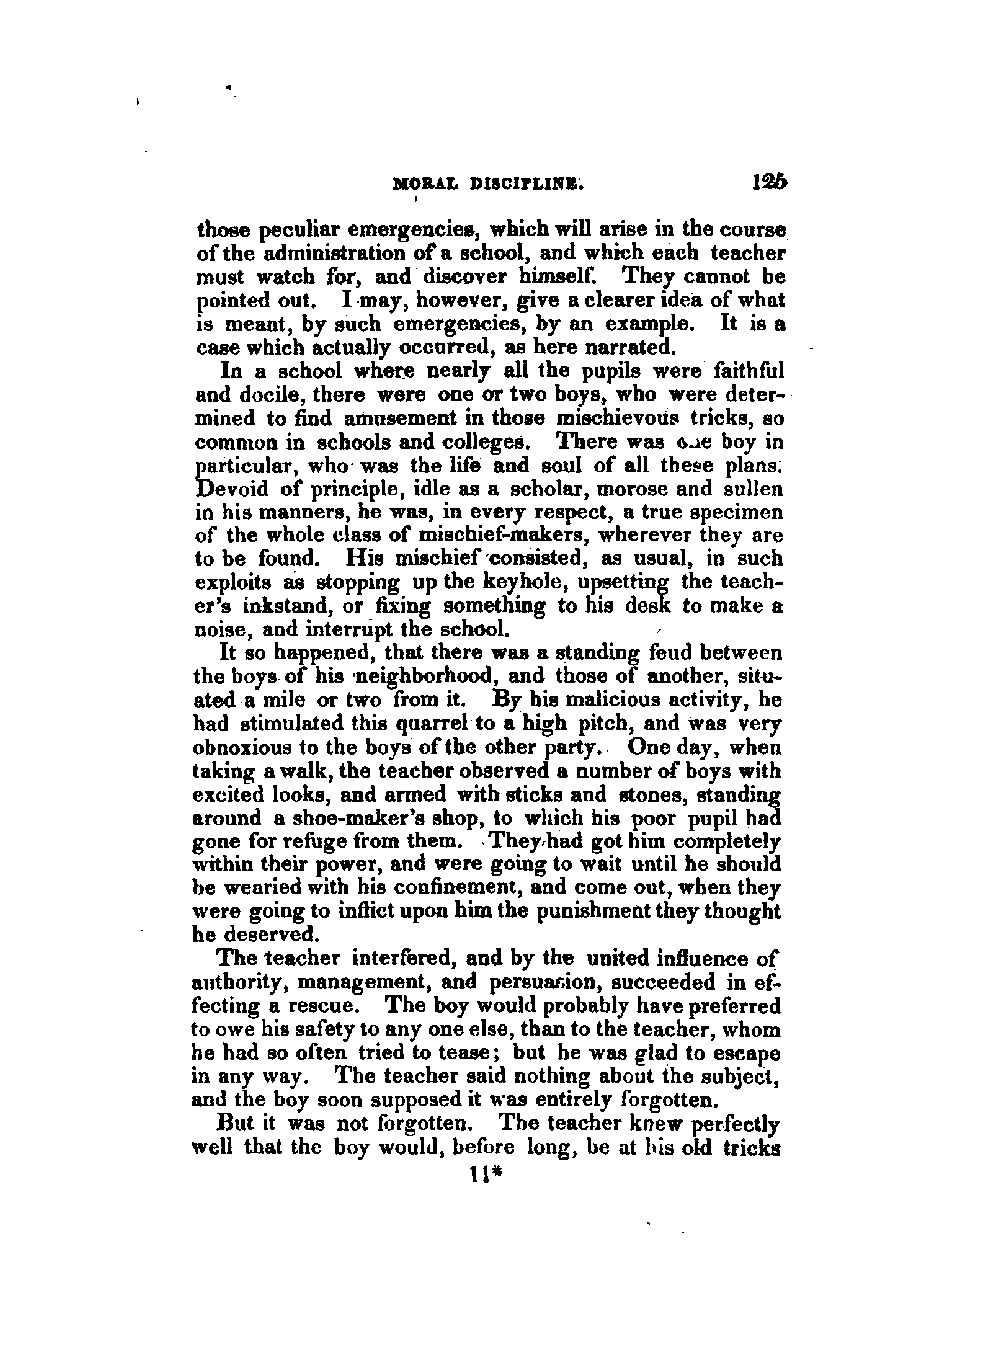 MORAL DISCIPLINE. 125
those peculiar emergencies, which will arise in the course
of the administration of a school, and which each teacher
must watch for, and discover himself. They cannot be
pointed out. I may, however, give a clearer idea of what
is meant, by such emergencies, by an example. It is a
case which actually occurred, as here narrated.
In a school where nearly all the pupils were faithful
and docile, there were one or two boys, who were deter-
mined to find amusement in those mischievous tricks, so
common in schools and colleges. There was one boy in
particular, who was the life and soul of all these plans.
Devoid of principle, idle as a scholar, morose and sullen
in his manners, he was, in every respect, a true specimen
of the whole class of mischief-makers, wherever they are
to be found. His mischief consisted, as usual, in such
exploits as stopping up the keyhole, upsetting the teach-
er's inkstand, or fixing something to his desk to make a
noise, and interrupt the school.
It so happened, that there was a standing feud between
the boys of his neighborhood, and those of another, situ-
ated a mile or two from it. By his malicious activity, he
had stimulated this quarrel to a high pitch, and was very
obnoxious to the boys of the other party. One day, when
taking a walk, the teacher observed a number of boys with
excited looks, and armed with sticks and stones, standing
around a shoe-maker's shop, to which his poor pupil had
gone for refuge from them. They had got him completely
within their power, and were going to wait until he should
be wearied with his confinement, and come out, when they
were going to inflict upon him the punishment they thought
he deserved.
The teacher interfered, and by the united influence of
authority, management, and persuasion, succeeded in ef-
fecting a rescue. The boy would probably have preferred
to owe his safety to any one else, than to the teacher, whom
he had so often tried to tease; but he was glad to escape
in any way. The teacher said nothing about the subject,
and the boy soon supposed it was entirely forgotten.
But it was not forgotten. The teacher knew perfectly
well that the boy would, before long, be at his old tricks
11*